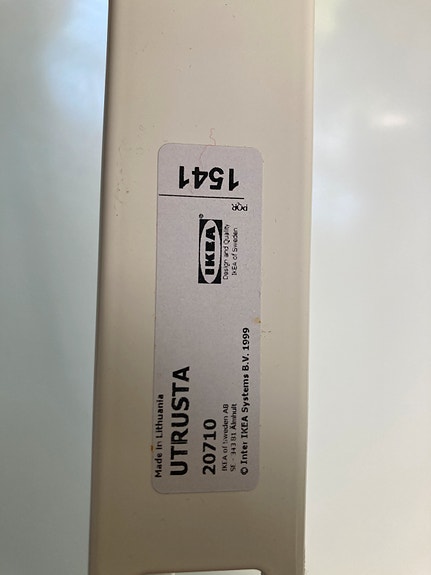 Made in Lithuania
UTRUSTA
20710
IKEA of Sweden AB
SE - 343 81 Älmhult
© Inter IKEA Systems B.V. 1999
IKEA®
Design and Quality
IKEA of Sweden
PQR
1541